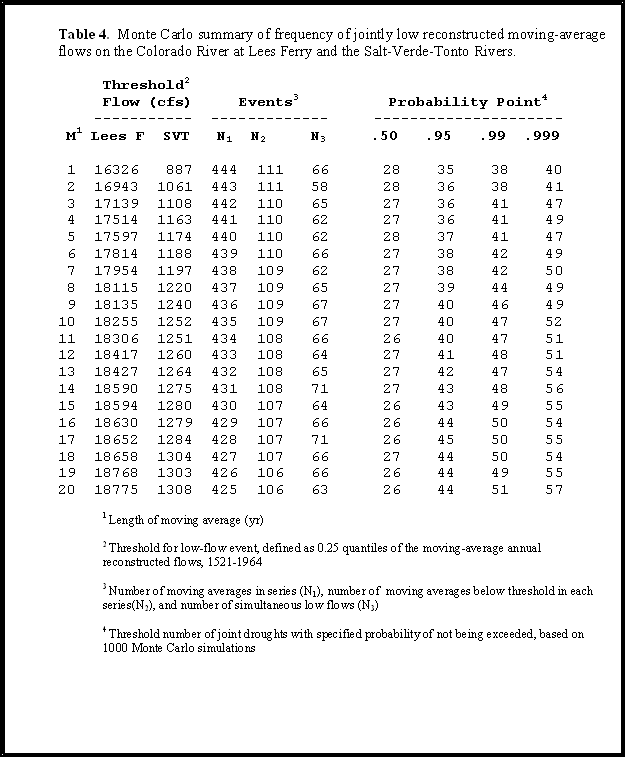 Table 4. Monte Carlo summary of frequency of jointly low reconstructed moving-average
flows on the Colorado River at Lees Ferry and the Salt-Verde-Tonto Rivers.
Threshold2
Flow (cfs) Events3 Probability Point4
----------- ------------- --------------------
M1 Lees F SVT N1 N2 N3 .50 .95 .99 .999
1 16326 887 444 111 66 28 35 38 40
2 16943 1061 443 111 58 28 36 38 41
3 17139 1108 442 110 65 27 36 41 47
4 17514 1163 441 110 62 27 36 41 49
5 17597 1174 440 110 62 28 37 41 47
6 17814 1188 439 110 66 27 38 42 49
7 17954 1197 438 109 62 27 38 42 50
8 18115 1220 437 109 65 27 39 44 49
9 18135 1240 436 109 67 27 40 46 49
10 18255 1252 435 109 67 27 40 47 52
11 18306 1251 434 108 66 26 40 47 51
12 18417 1260 433 108 64 27 41 48 51
13 18427 1264 432 108 65 27 42 47 54
14 18590 1275 431 108 71 27 43 48 56
15 18594 1280 430 107 64 26 43 49 55
16 18630 1279 429 107 66 26 44 50 54
17 18652 1284 428 107 71 26 45 50 55
18 18658 1304 427 107 66 27 44 50 54
19 18768 1303 426 106 66 26 44 49 55
20 18775 1308 425 106 63 26 44 51 57
1 Length of moving average (yr)
2 Threshold for low-flow event, defined as 0.25 quantiles of the moving-average annual
reconstructed flows, 1521-1964
3 Number of moving averages in series (N1), number of moving averages below threshold in each
series(N2), and number of simultaneous low flows (N3)
4 Threshold number of joint droughts with specified probability of not being exceeded, based on
1000 Monte Carlo simulations